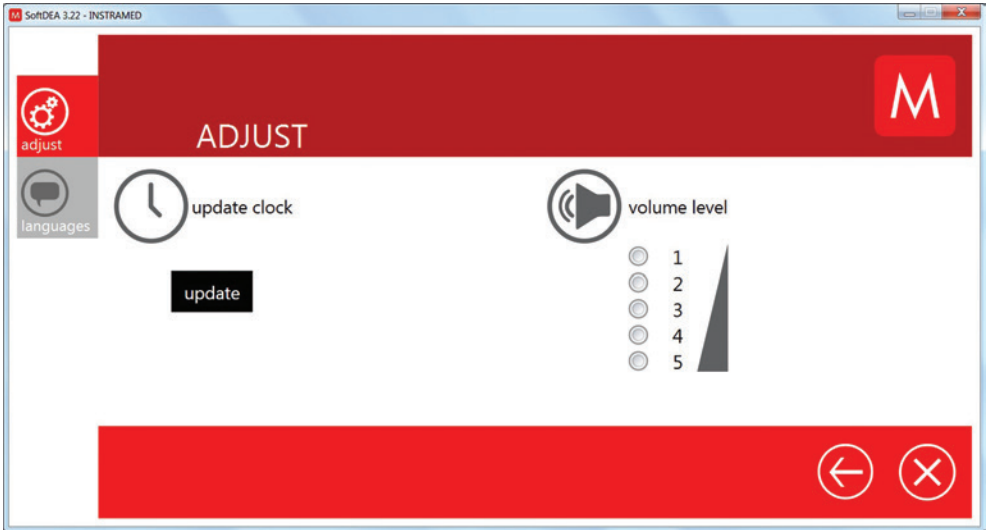 M SoftDEA 3.22 - INSTRAMED
M
adjust
ADJUST
languages
update clock
update
volume level
1
2
3
4
5